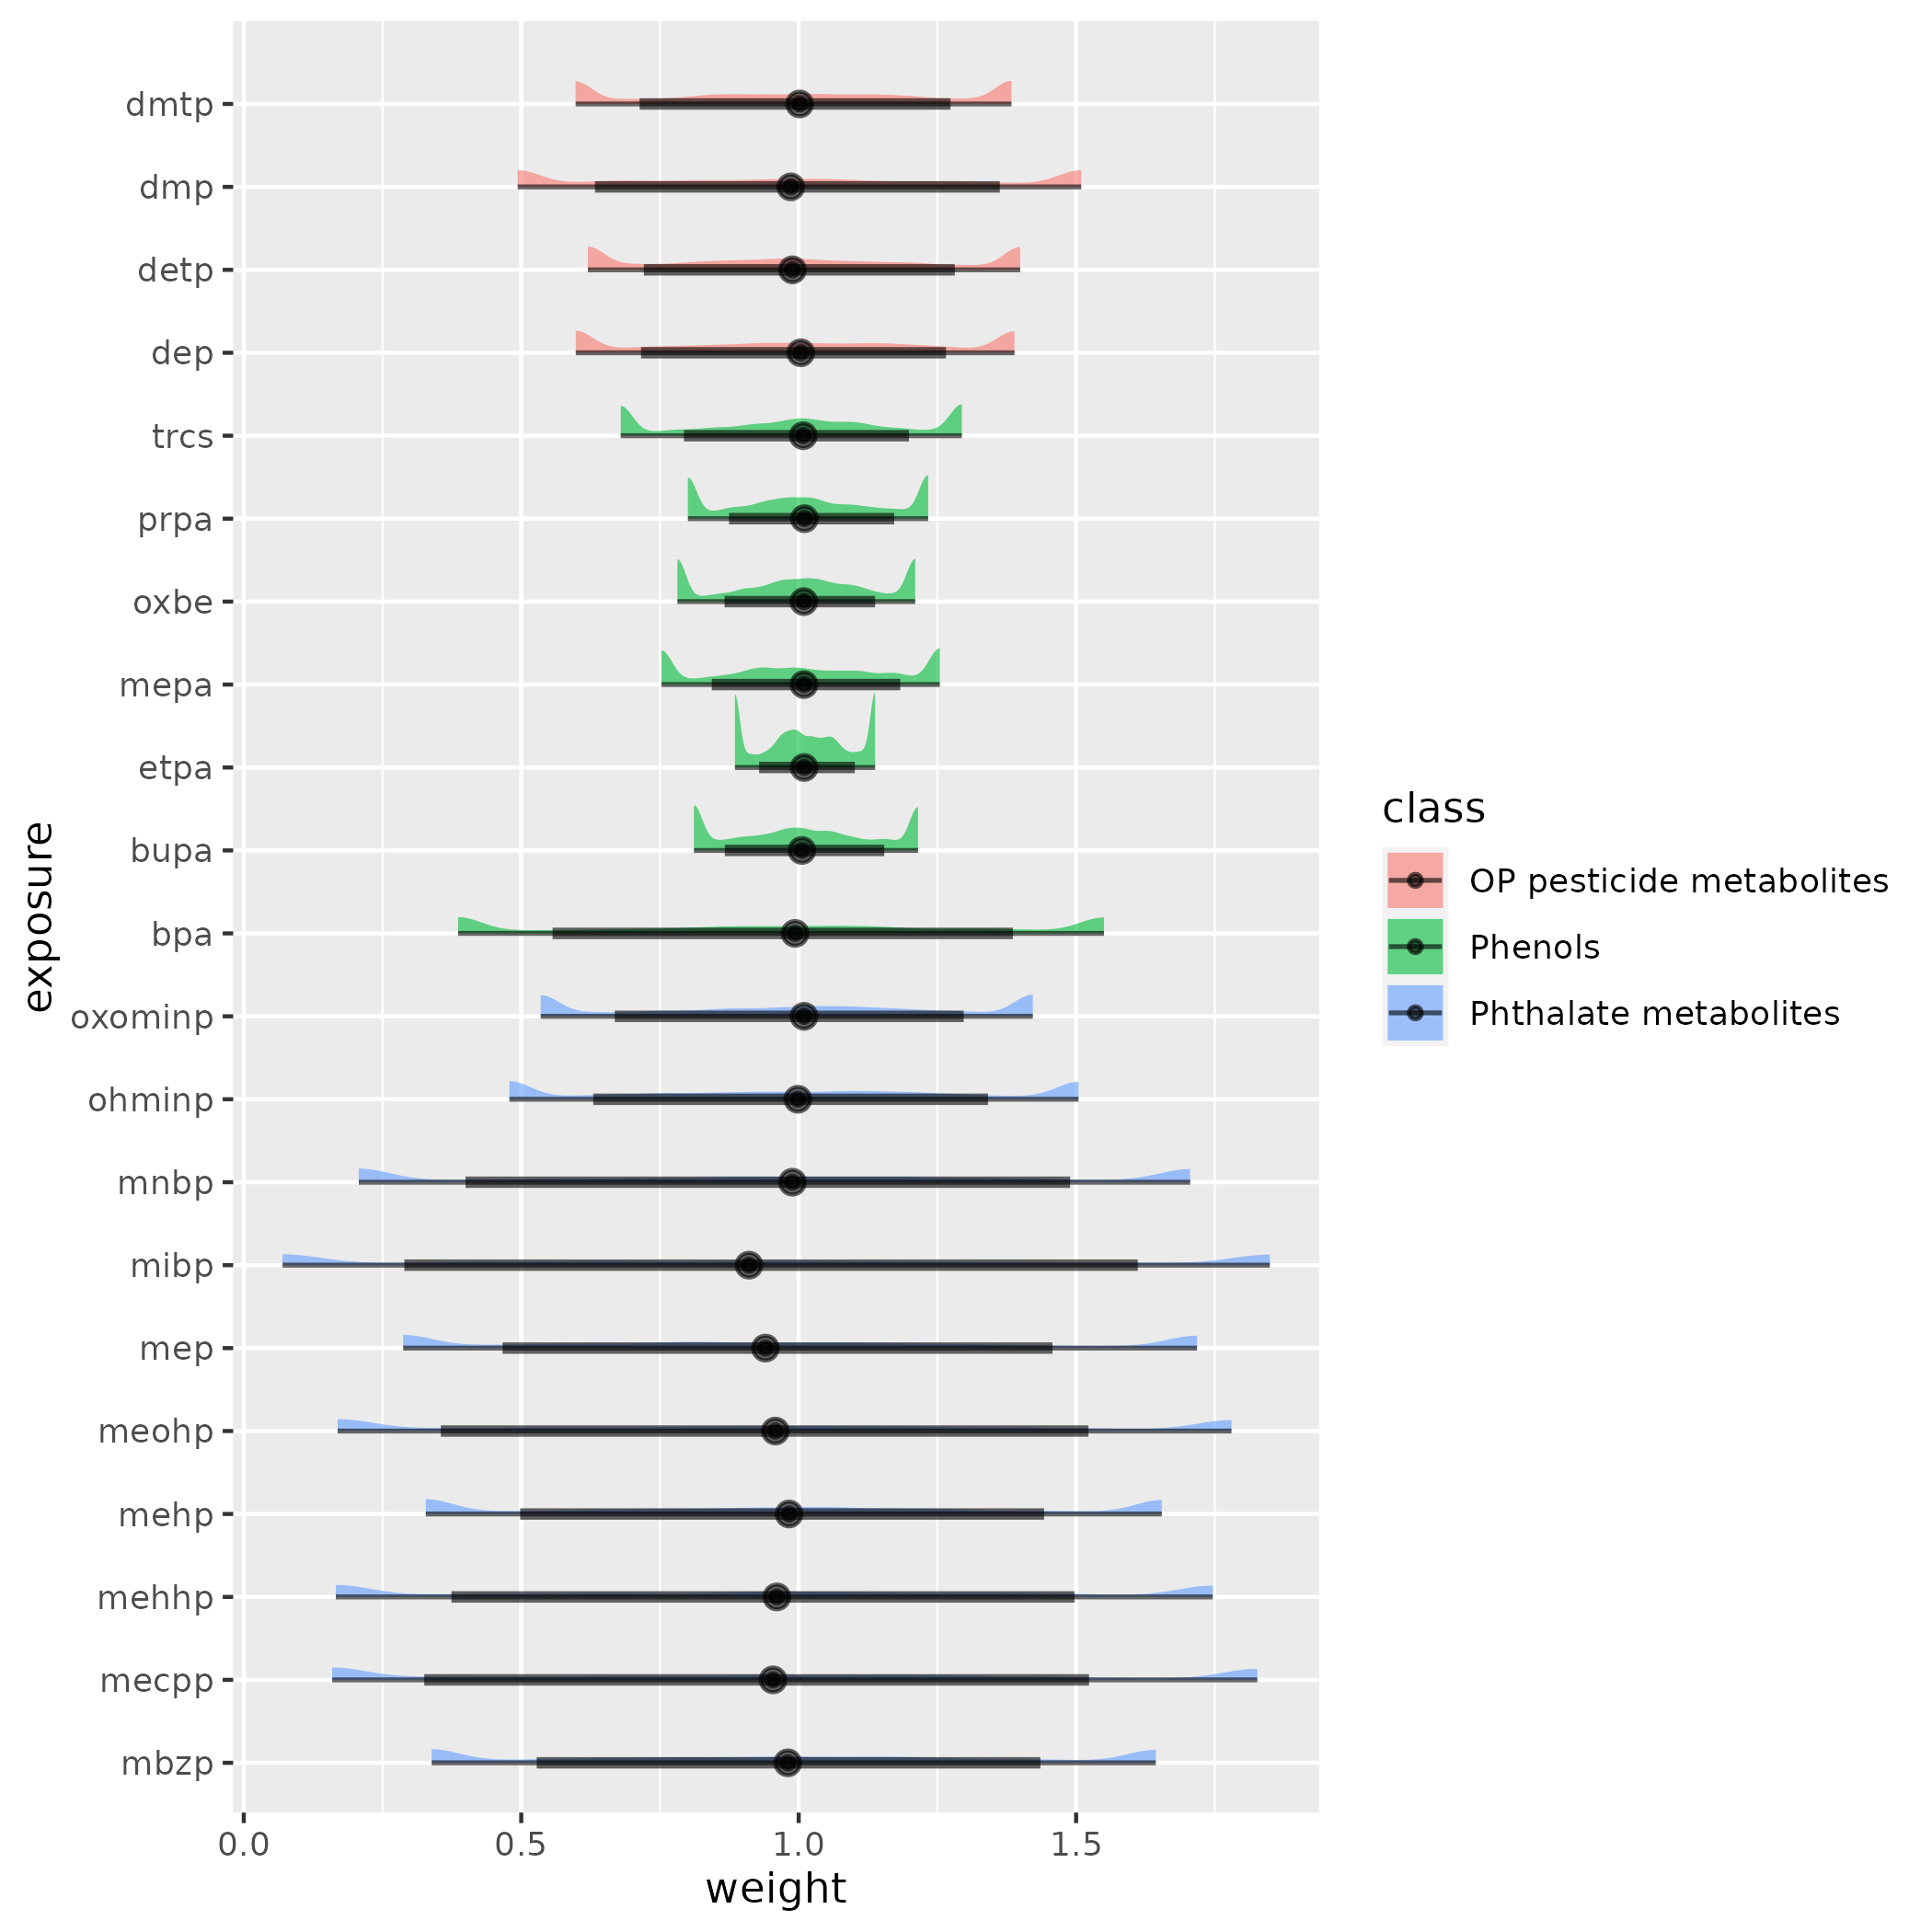 exposure
dmtp
dmp
detp
dep
trcs
prpa
oxbe
mepa
etpa
bupa
bpa
oxominp
ohminp
mnbp
mibp
mep
meohp
mehp
mehhp
mecpp
mbzp
0.0 0.5 1.0 1.5
weight
class
OP pesticide metabolites
Phenols
Phthalate metabolites